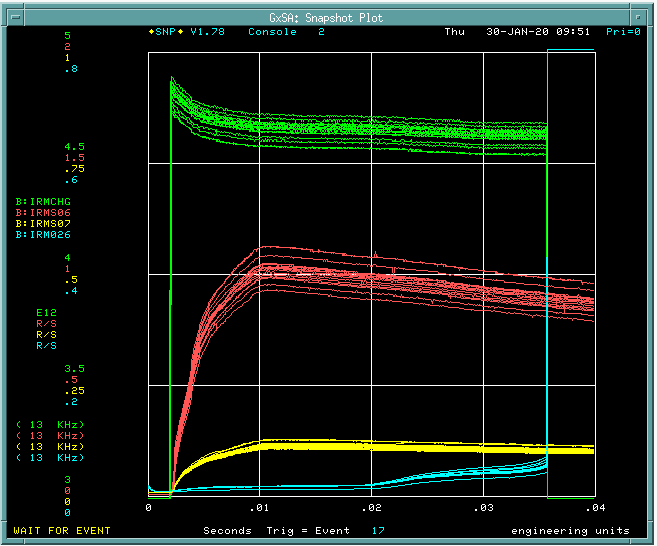 GxSA: Snapshot Plot
◆SNP◆ V1.78 Console 2 Thu 30-JAN-20 09:51 Pri=0
5
2
1
.8
4.5
1.5
.75
.6
B:IRMCHG
B:IRMS06
B:IRMS07
B:IRM026
4
1
.5
.4
E12
R/S
R/S
R/S
3.5
.5
.25
.2
( 13 KHz)
( 13 KHz)
( 13 KHz)
( 13 KHz)
3
0
0
0
0 .01 .02 .03 .04
WAIT FOR EVENT Seconds Trig = Event 17 engineering units